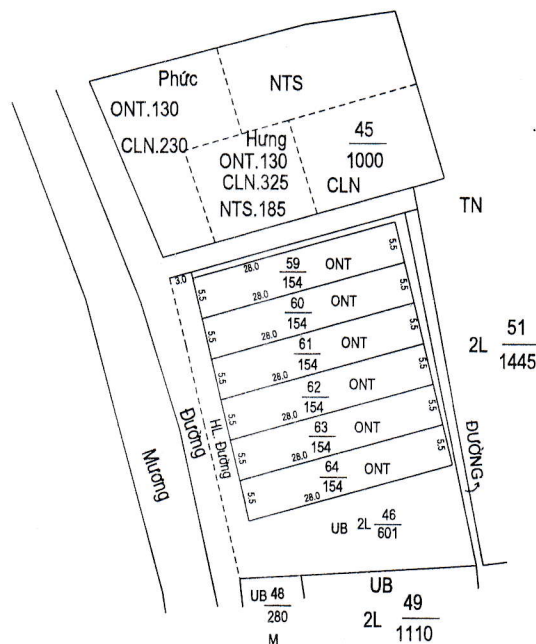 Phức
NTS
ONT.130
CLN.230
Hưng
ONT.130
CLN.325
NTS.185
45
1000
CLN
TN
3.0
28.0
59
154
ONT
5.5
5.5
28.0
60
154
ONT
5.5
5.5
28.0
61
154
ONT
5.5
5.5
28.0
62
154
ONT
5.5
5.5
28.0
63
154
ONT
5.5
5.5
28.0
64
154
ONT
5.5
5.5
28.0
2L 51
1445
Mương
Đường
HL. Đường
ĐƯỜNG
UB 2L 46
601
UB 48
280
M
UB
2L 49
1110